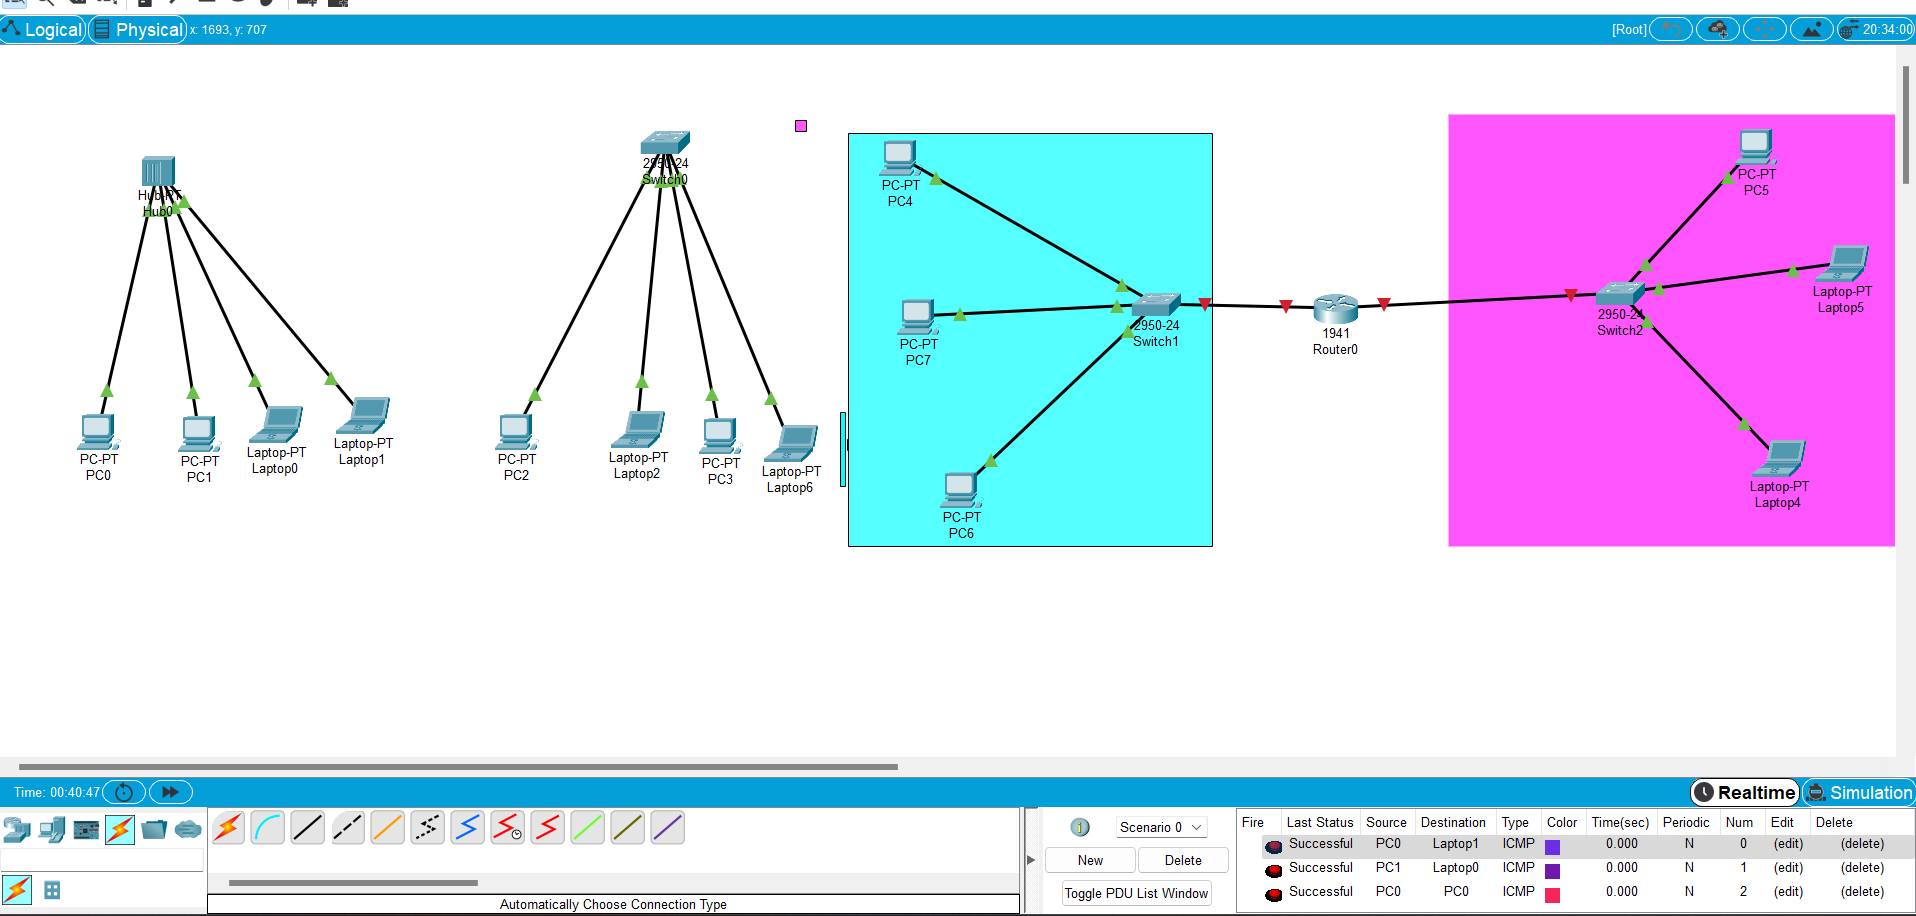 Logical
Physical
x: 1693, y: 707
[Root]
20:34:00
Hub-PT
Hub0
PC-PT
PC0
PC-PT
PC1
Laptop-PT
Laptop0
Laptop-PT
Laptop1
2950-24
Switch0
PC-PT
PC2
Laptop-PT
Laptop2
PC-PT
PC3
Laptop-PT
Laptop6
PC-PT
PC4
PC-PT
PC7
PC-PT
PC6
2950-24
Switch1
1941
Router0
2950-24
Switch2
PC-PT
PC5
Laptop-PT
Laptop5
Laptop-PT
Laptop4
Time: 00:40:47
Realtime
Simulation
Automatically Choose Connection Type
Scenario 0
New
Delete
Toggle PDU List Window
Fire Last Status Source Destination Type Color Time(sec) Periodic Num Edit Delete
Successful PC0 Laptop1 ICMP 0.000 N 0 (edit) (delete)
Successful PC1 Laptop0 ICMP 0.000 N 1 (edit) (delete)
Successful PC0 PC0 ICMP 0.000 N 2 (edit) (delete)